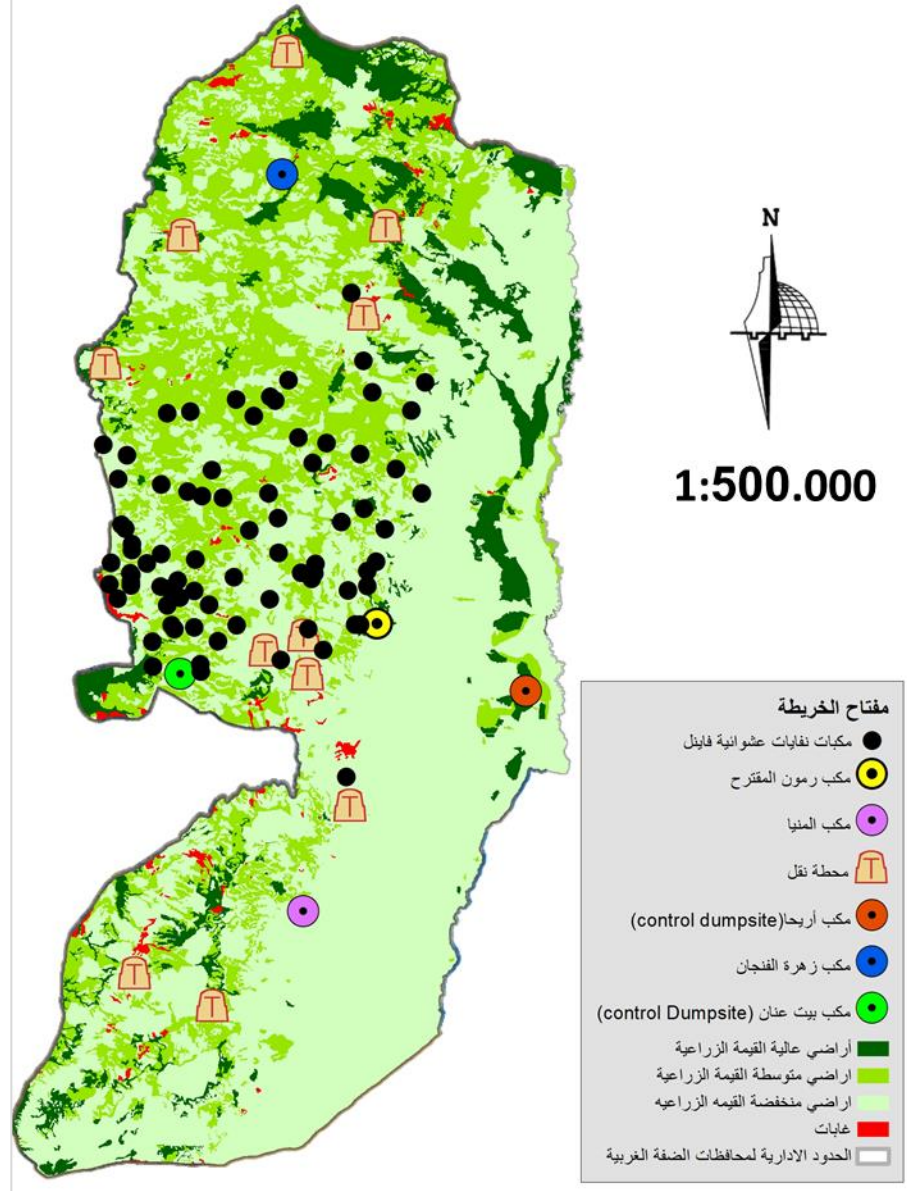 N
1:500.000
مفتاح الخريطة
مكبات نفايات عشوائية فاينل
مكب رمون المقترح
مكب المنيا
محطة نقل
مكب أريحا(control dumpsite)
مكب زهرة الفنجان
مكب بيت عنان (control Dumpsite)
أراضي عالية القيمة الزراعية
اراضي متوسطة القيمة الزراعية
اراضي منخفضة القيمه الزراعيه
غابات
الحدود الادارية لمحافظات الضفة الغربية
T
T
T
T
T
T
T
T
T
T
T
T